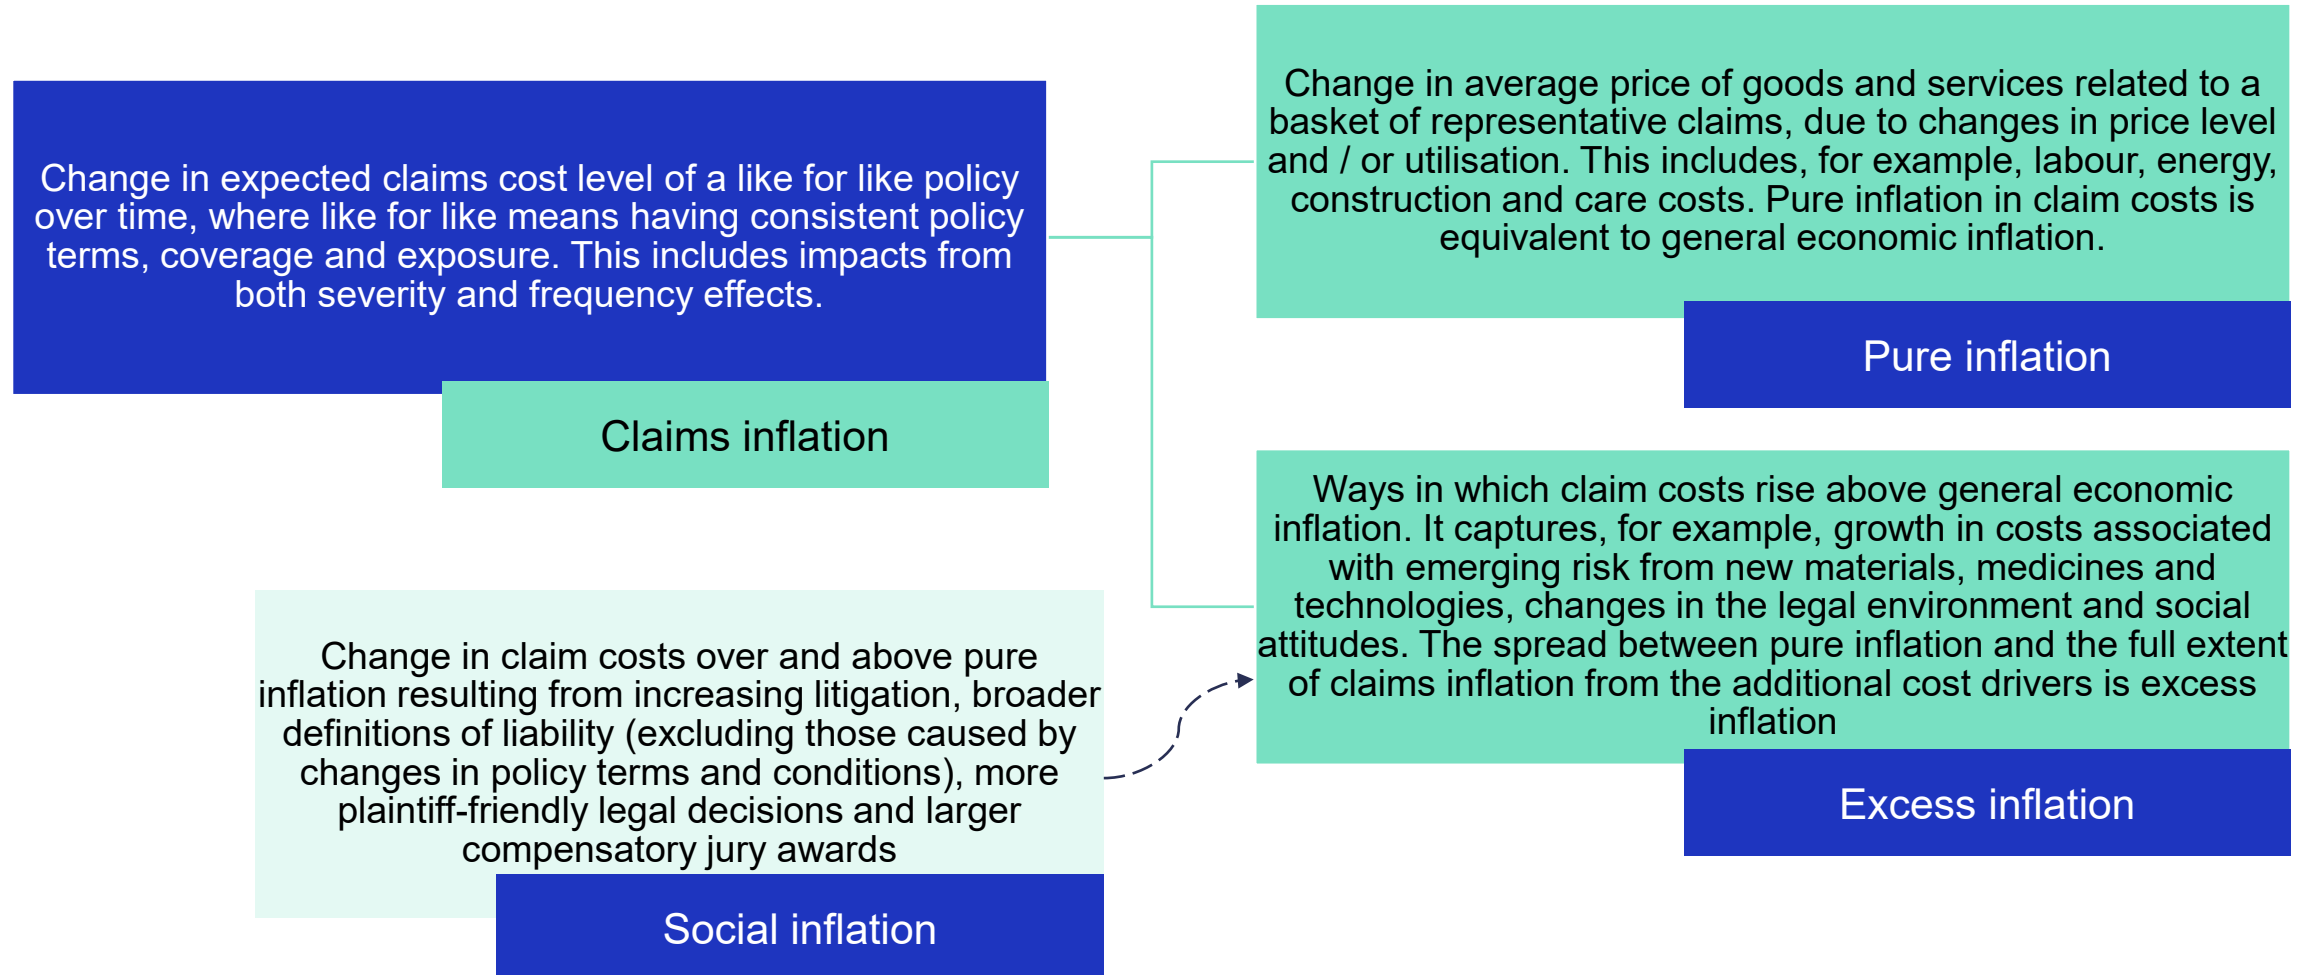 Change in expected claims cost level of a like for like policy
over time, where like for like means having consistent policy
terms, coverage and exposure. This includes impacts from
both severity and frequency effects.
Claims inflation
Change in average price of goods and services related to a
basket of representative claims, due to changes in price level
and / or utilisation. This includes, for example, labour, energy,
construction and care costs. Pure inflation in claim costs is
equivalent to general economic inflation.
Pure inflation
Ways in which claim costs rise above general economic
inflation. It captures, for example, growth in costs associated
with emerging risk from new materials, medicines and
technologies, changes in the legal environment and social
attitudes. The spread between pure inflation and the full extent
of claims inflation from the additional cost drivers is excess
inflation
Excess inflation
Change in claim costs over and above pure
inflation resulting from increasing litigation, broader
definitions of liability (excluding those caused by
changes in policy terms and conditions), more
plaintiff-friendly legal decisions and larger
compensatory jury awards
Social inflation